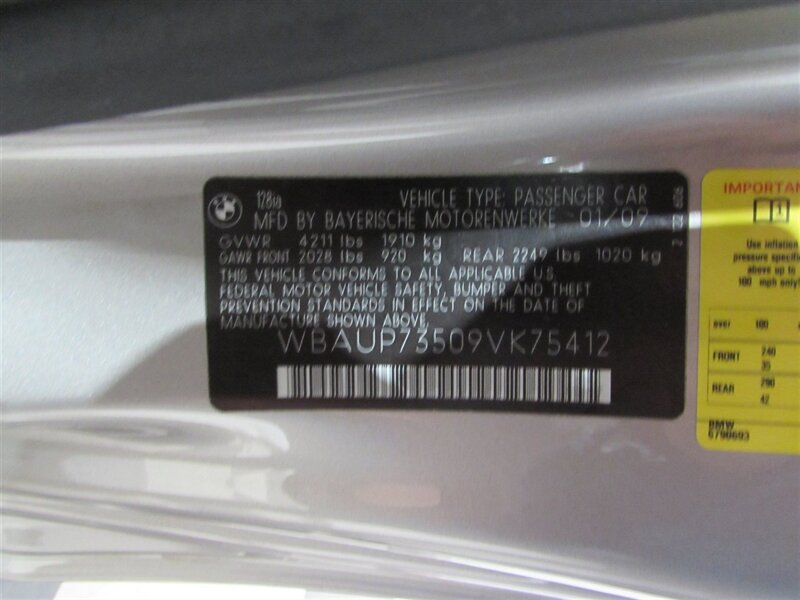 128i
VEHICLE TYPE: PASSENGER CAR
MFD BY BAYERISCHE MOTORENWERKE 01/09
GVWR 4211 lbs 1910 kg
GAWR FRONT 2028 lbs 920 kg REAR 2249 lbs 1020 kg
THIS VEHICLE CONFORMS TO ALL APPLICABLE U.S.
FEDERAL MOTOR VEHICLE SAFETY, BUMPER AND THEFT
PREVENTION STANDARDS IN EFFECT ON THE DATE OF
MANUFACTURE SHOWN ABOVE.
WBAUP73509VK75412
IMPORTAN
Use inflation
pressure specifi
above up to
100 mph only!
over 100
FRONT 240
35
REAR 290
42
BMW
6790693